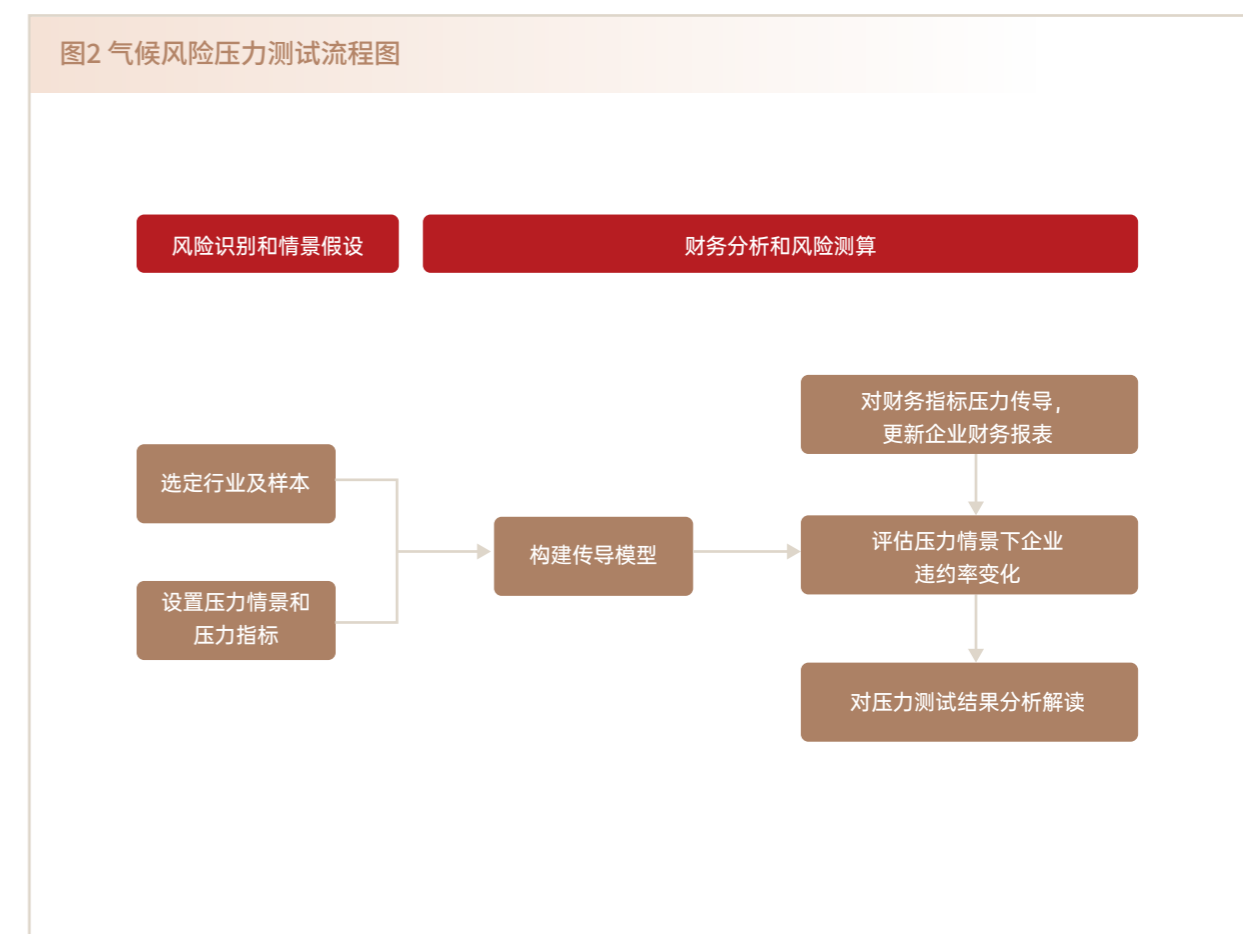 图2 气候风险压力测试流程图
风险识别和情景假设
财务分析和风险测算
选定行业及样本
设置压力情景和
压力指标
构建传导模型
对财务指标压力传导，
更新企业财务报表
评估压力情景下企业
违约率变化
对压力测试结果分析解读